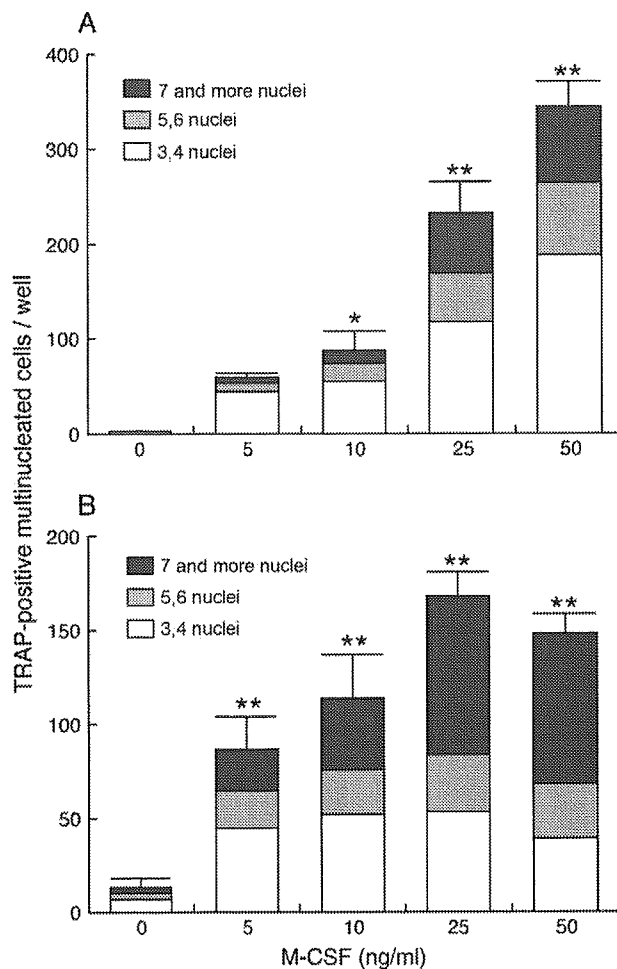 A
400
300
200
100
0
7 and more nuclei
5,6 nuclei
3,4 nuclei
*
**
**
0 5 10 25 50
TRAP-positive multinucleated cells / well
B
200
150
100
50
0
7 and more nuclei
5,6 nuclei
3,4 nuclei
**
**
**
**
0 5 10 25 50
M-CSF (ng/ml)